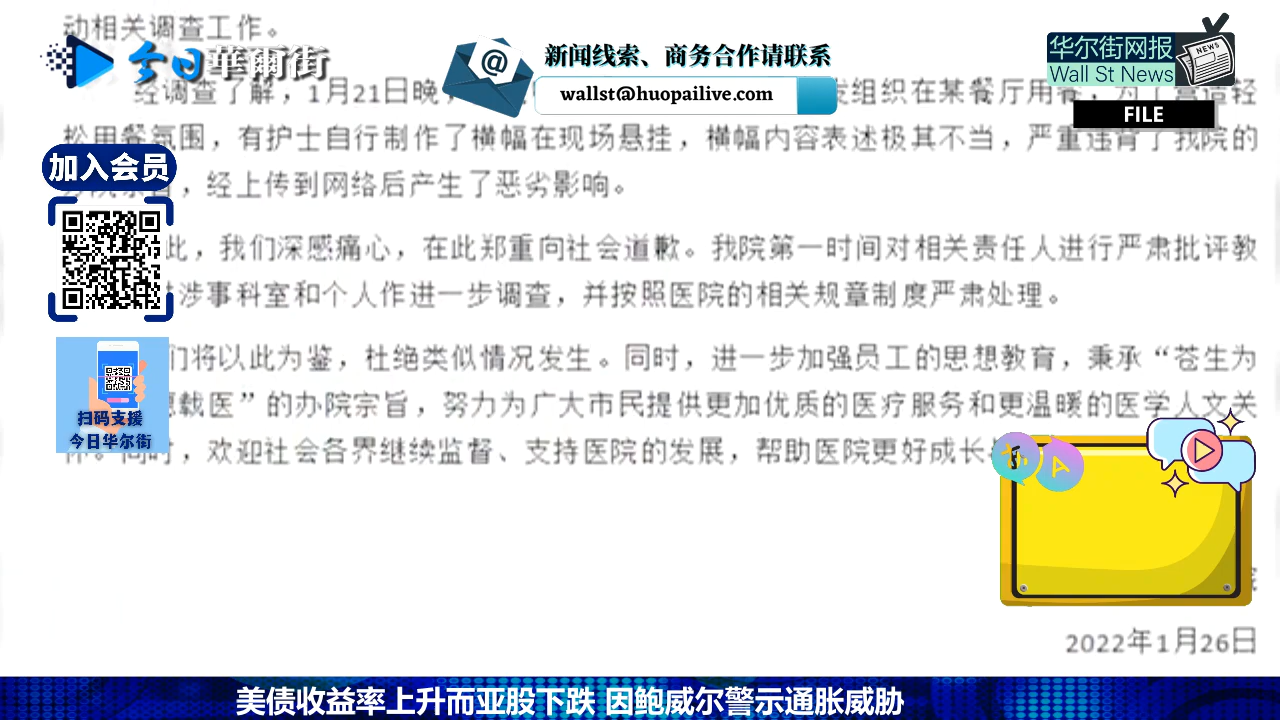 动相关调查工作。
今日華爾街
新闻线索、商务合作请联系
wallst@huopailive.com
华尔街网报
Wall St News
NEWS
FILE
经调查了解，1月21日晚，
组织在某餐厅用餐，为了营造轻
松用餐氛围，有护士自行制作了横幅在现场悬挂，横幅内容表述极其不当，严重违背了我院的
加入会员
经上传到网络后产生了恶劣影响。
此，我们深感痛心，在此郑重向社会道歉。我院第一时间对相关责任人进行严肃批评教
涉事科室和个人作进一步调查，并按照医院的相关规章制度严肃处理。
们将以此为鉴，杜绝类似情况发生。同时，进一步加强员工的思想教育，秉承“苍生为
载医”的办院宗旨，努力为广大市民提供更加优质的医疗服务和更温暖的医学人文关
扫码支援
今日华尔街
怀。同时，欢迎社会各界继续监督、支持医院的发展，帮助医院更好成长
A
2022年1月26日
美债收益率上升而亚股下跌 因鲍威尔警示通胀威胁